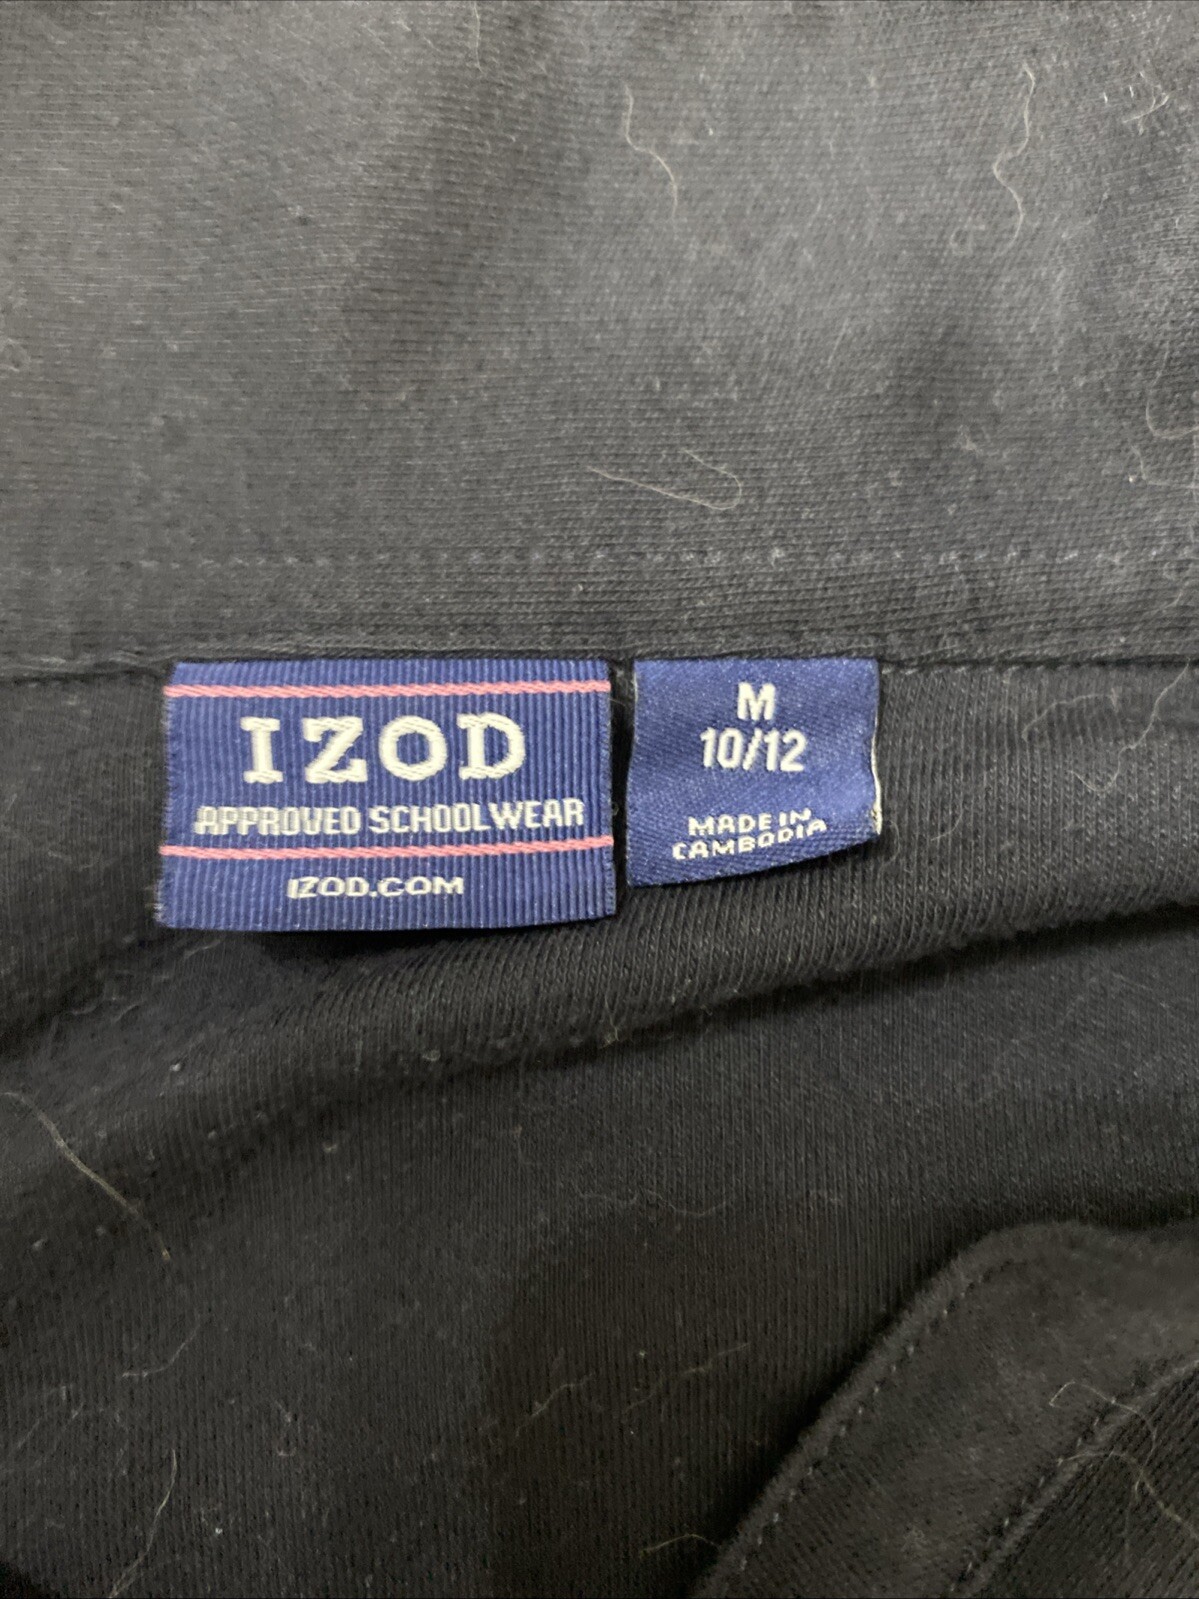 IZOD
APPROVED SCHOOLWEAR
IZOD.COM
M
10/12
MADE IN
CAMBODIA